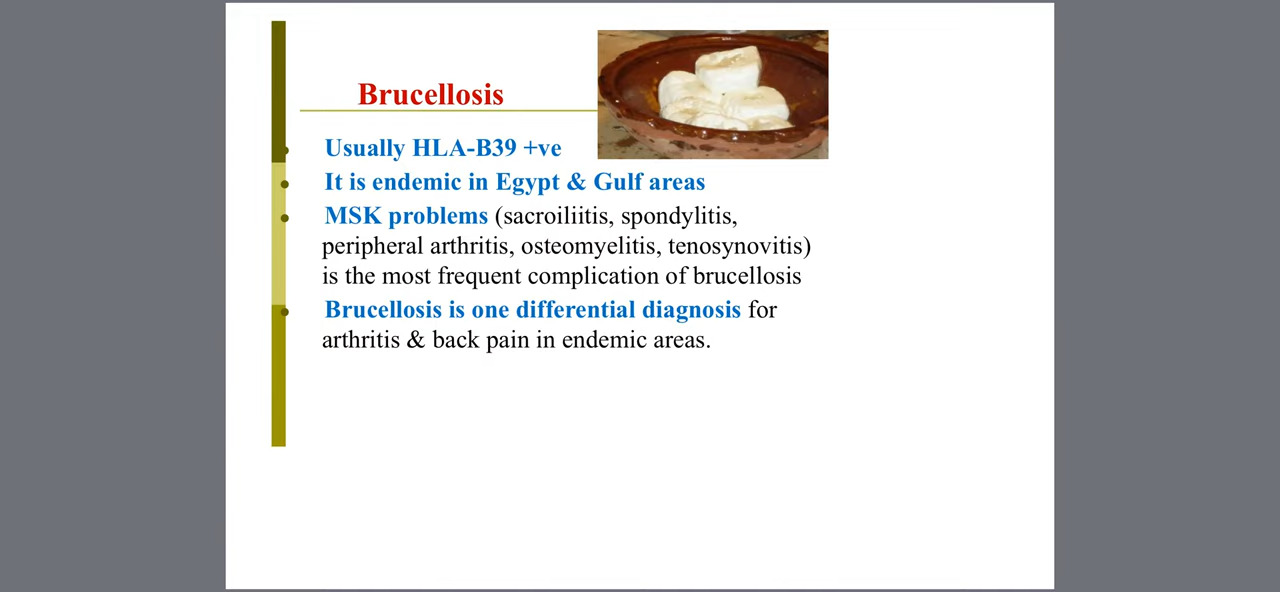 Brucellosis
• Usually HLA-B39 +ve
• It is endemic in Egypt & Gulf areas
• MSK problems (sacroiliitis, spondylitis,
peripheral arthritis, osteomyelitis, tenosynovitis)
is the most frequent complication of brucellosis
• Brucellosis is one differential diagnosis for
arthritis & back pain in endemic areas.